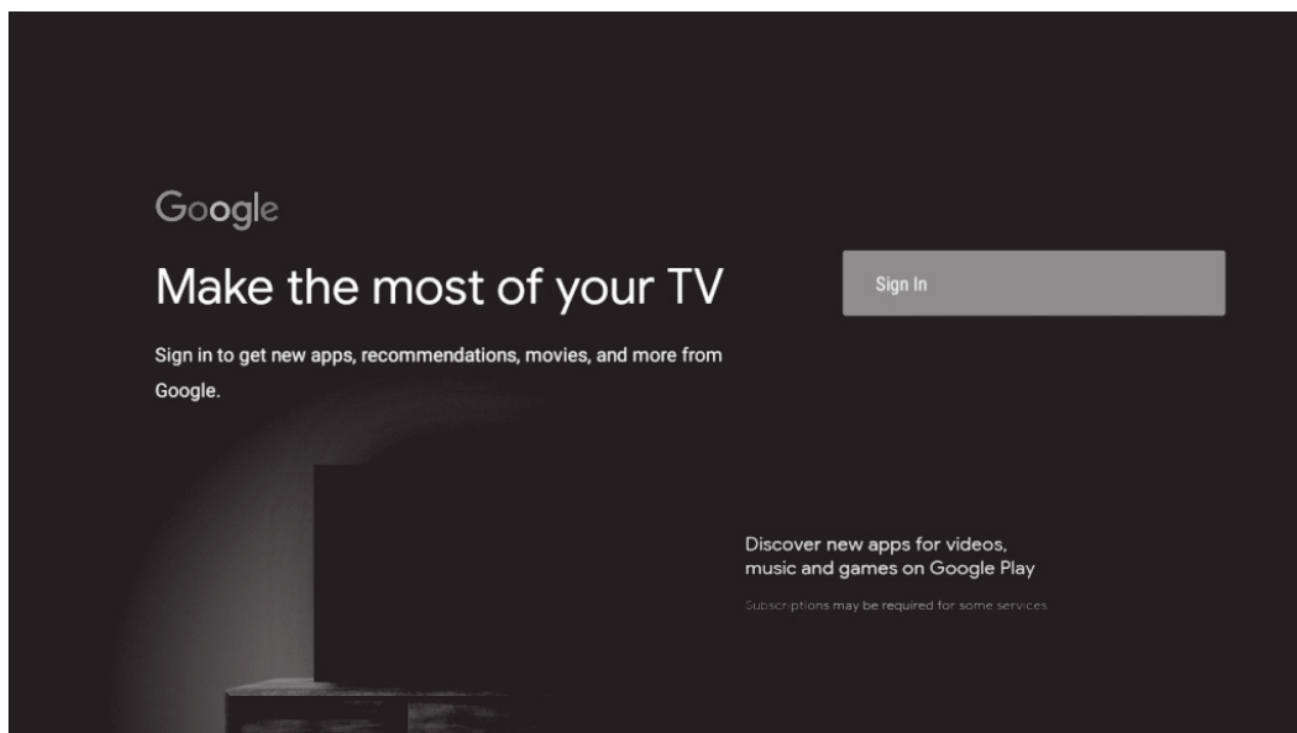 Google
Make the most of your TV
Sign In
Sign in to get new apps, recommendations, movies, and more from
Google.
Discover new apps for videos,
music and games on Google Play
Subscriptions may be required for some services